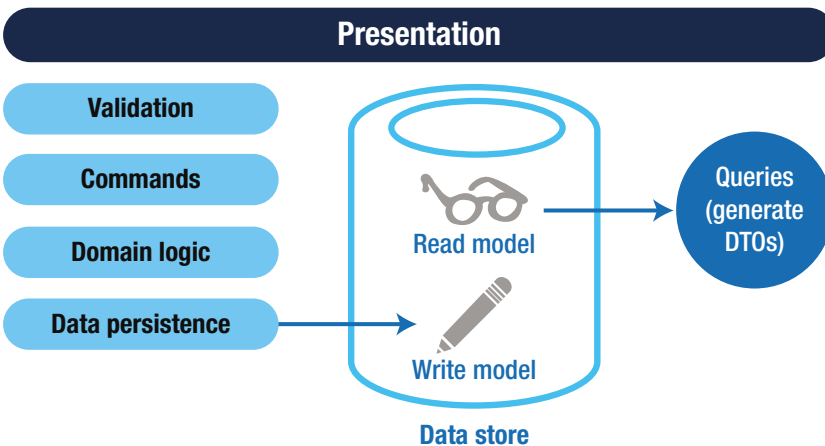 Presentation
Validation
Commands
Domain logic
Data persistence
Read model
Write model
Data store
Queries
(generate
DTOs)